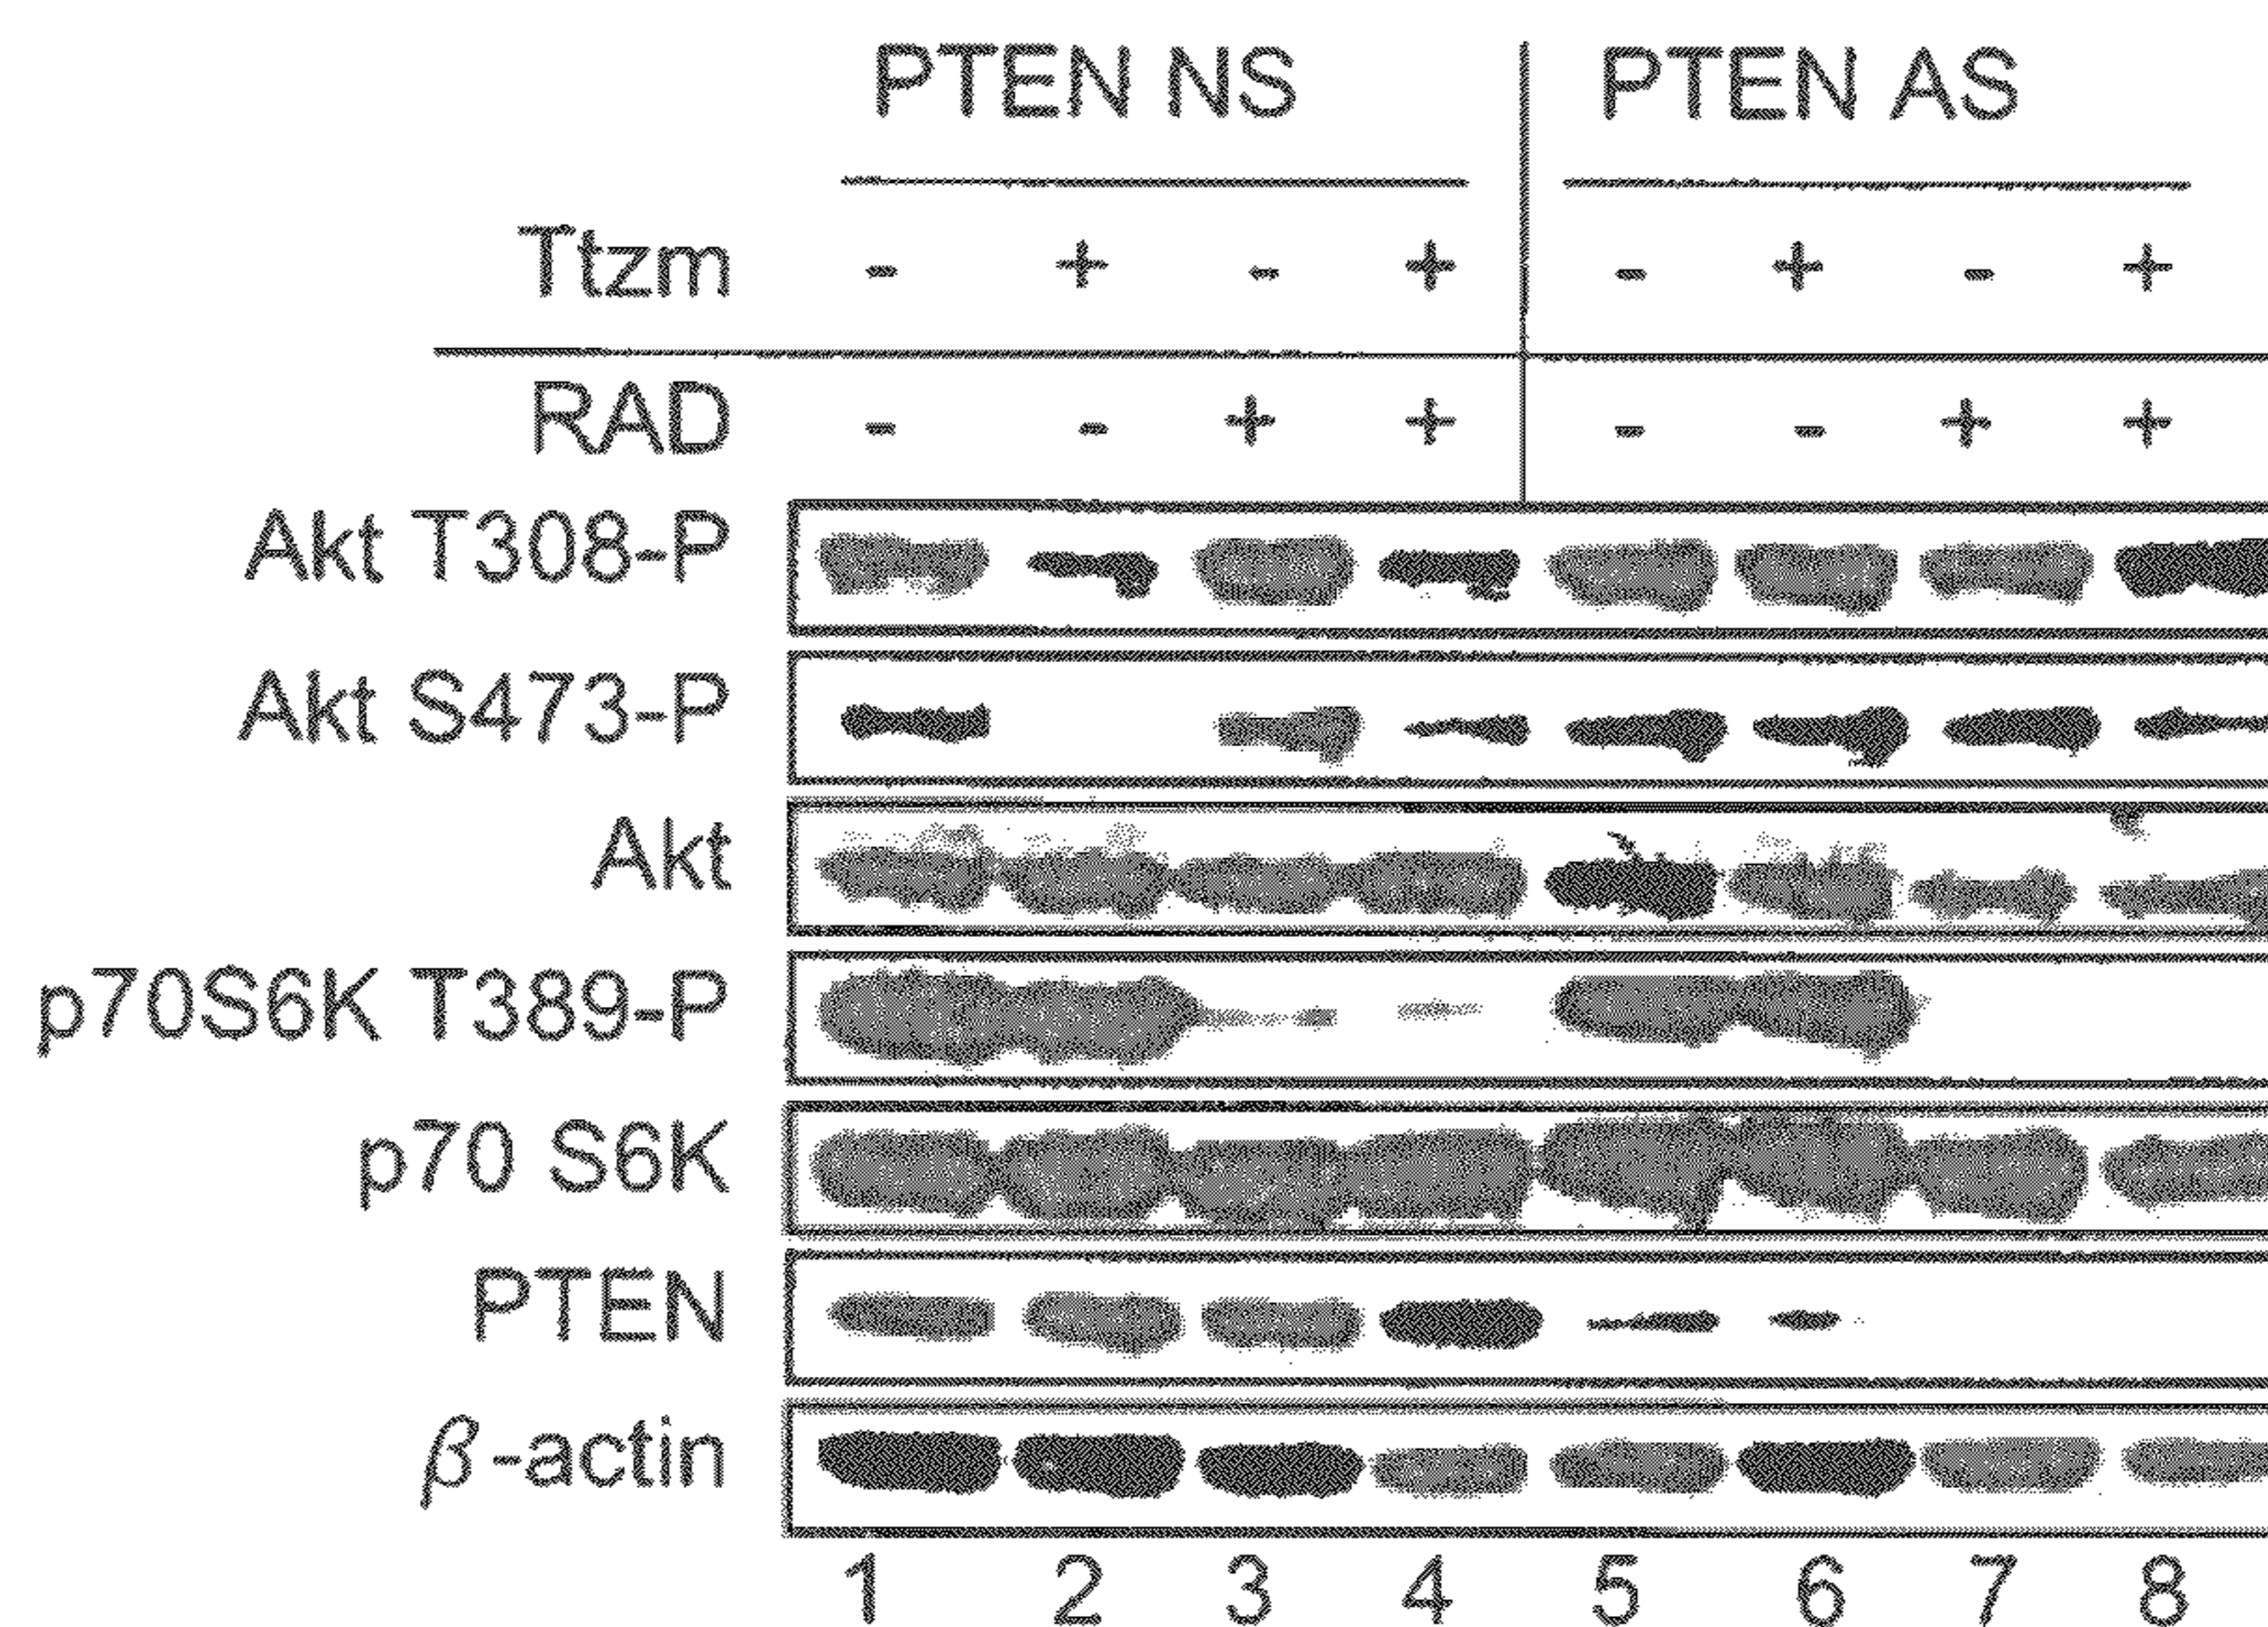 PTEN NS PTEN AS
Ttzm - + - + - + - +
RAD - - + + - - + +
Akt T308-P
Akt S473-P
Akt
p70S6K T389-P
p70 S6K
PTEN
β-actin
1 2 3 4 5 6 7 8